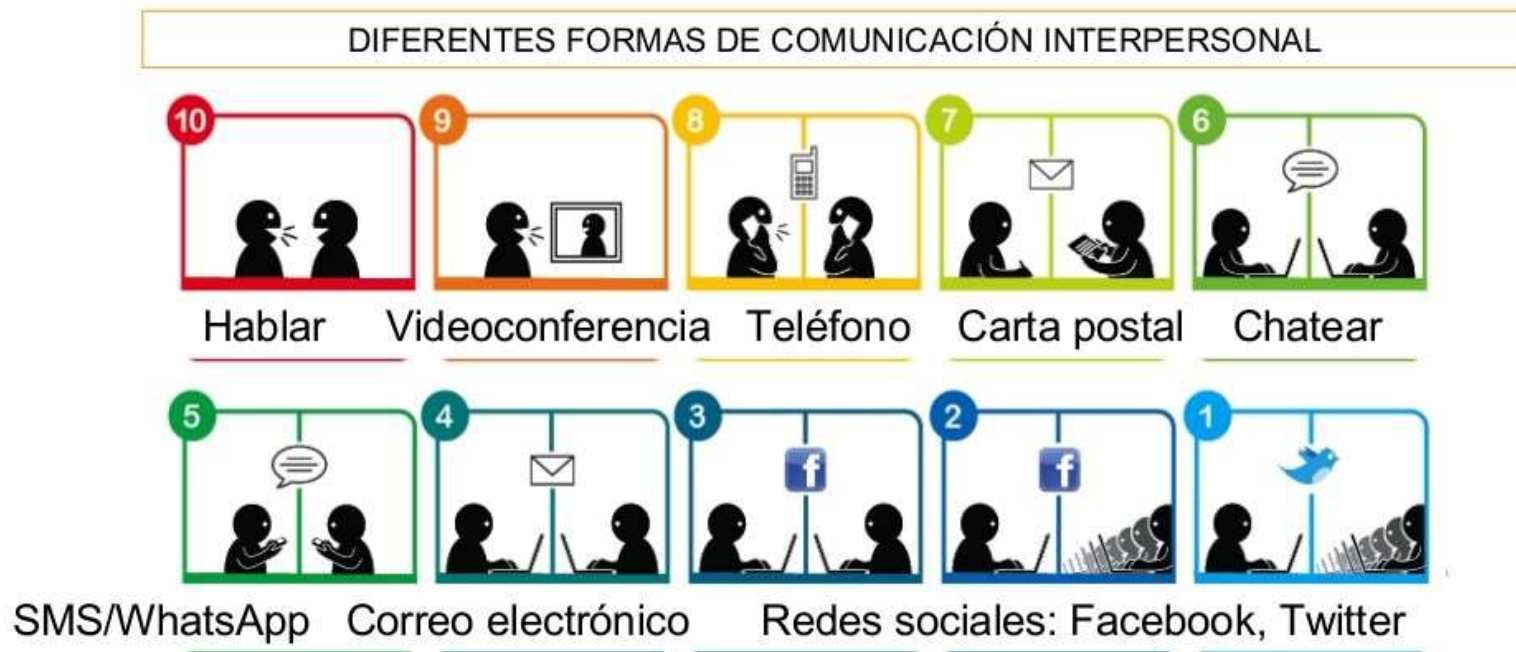 DIFERENTES FORMAS DE COMUNICACIÓN INTERPERSONAL
10 9 8 7 6
Hablar Videoconferencia Teléfono Carta postal Chatear
5 4 3 2 1
f f
SMS/WhatsApp Correo electrónico Redes sociales: Facebook, Twitter